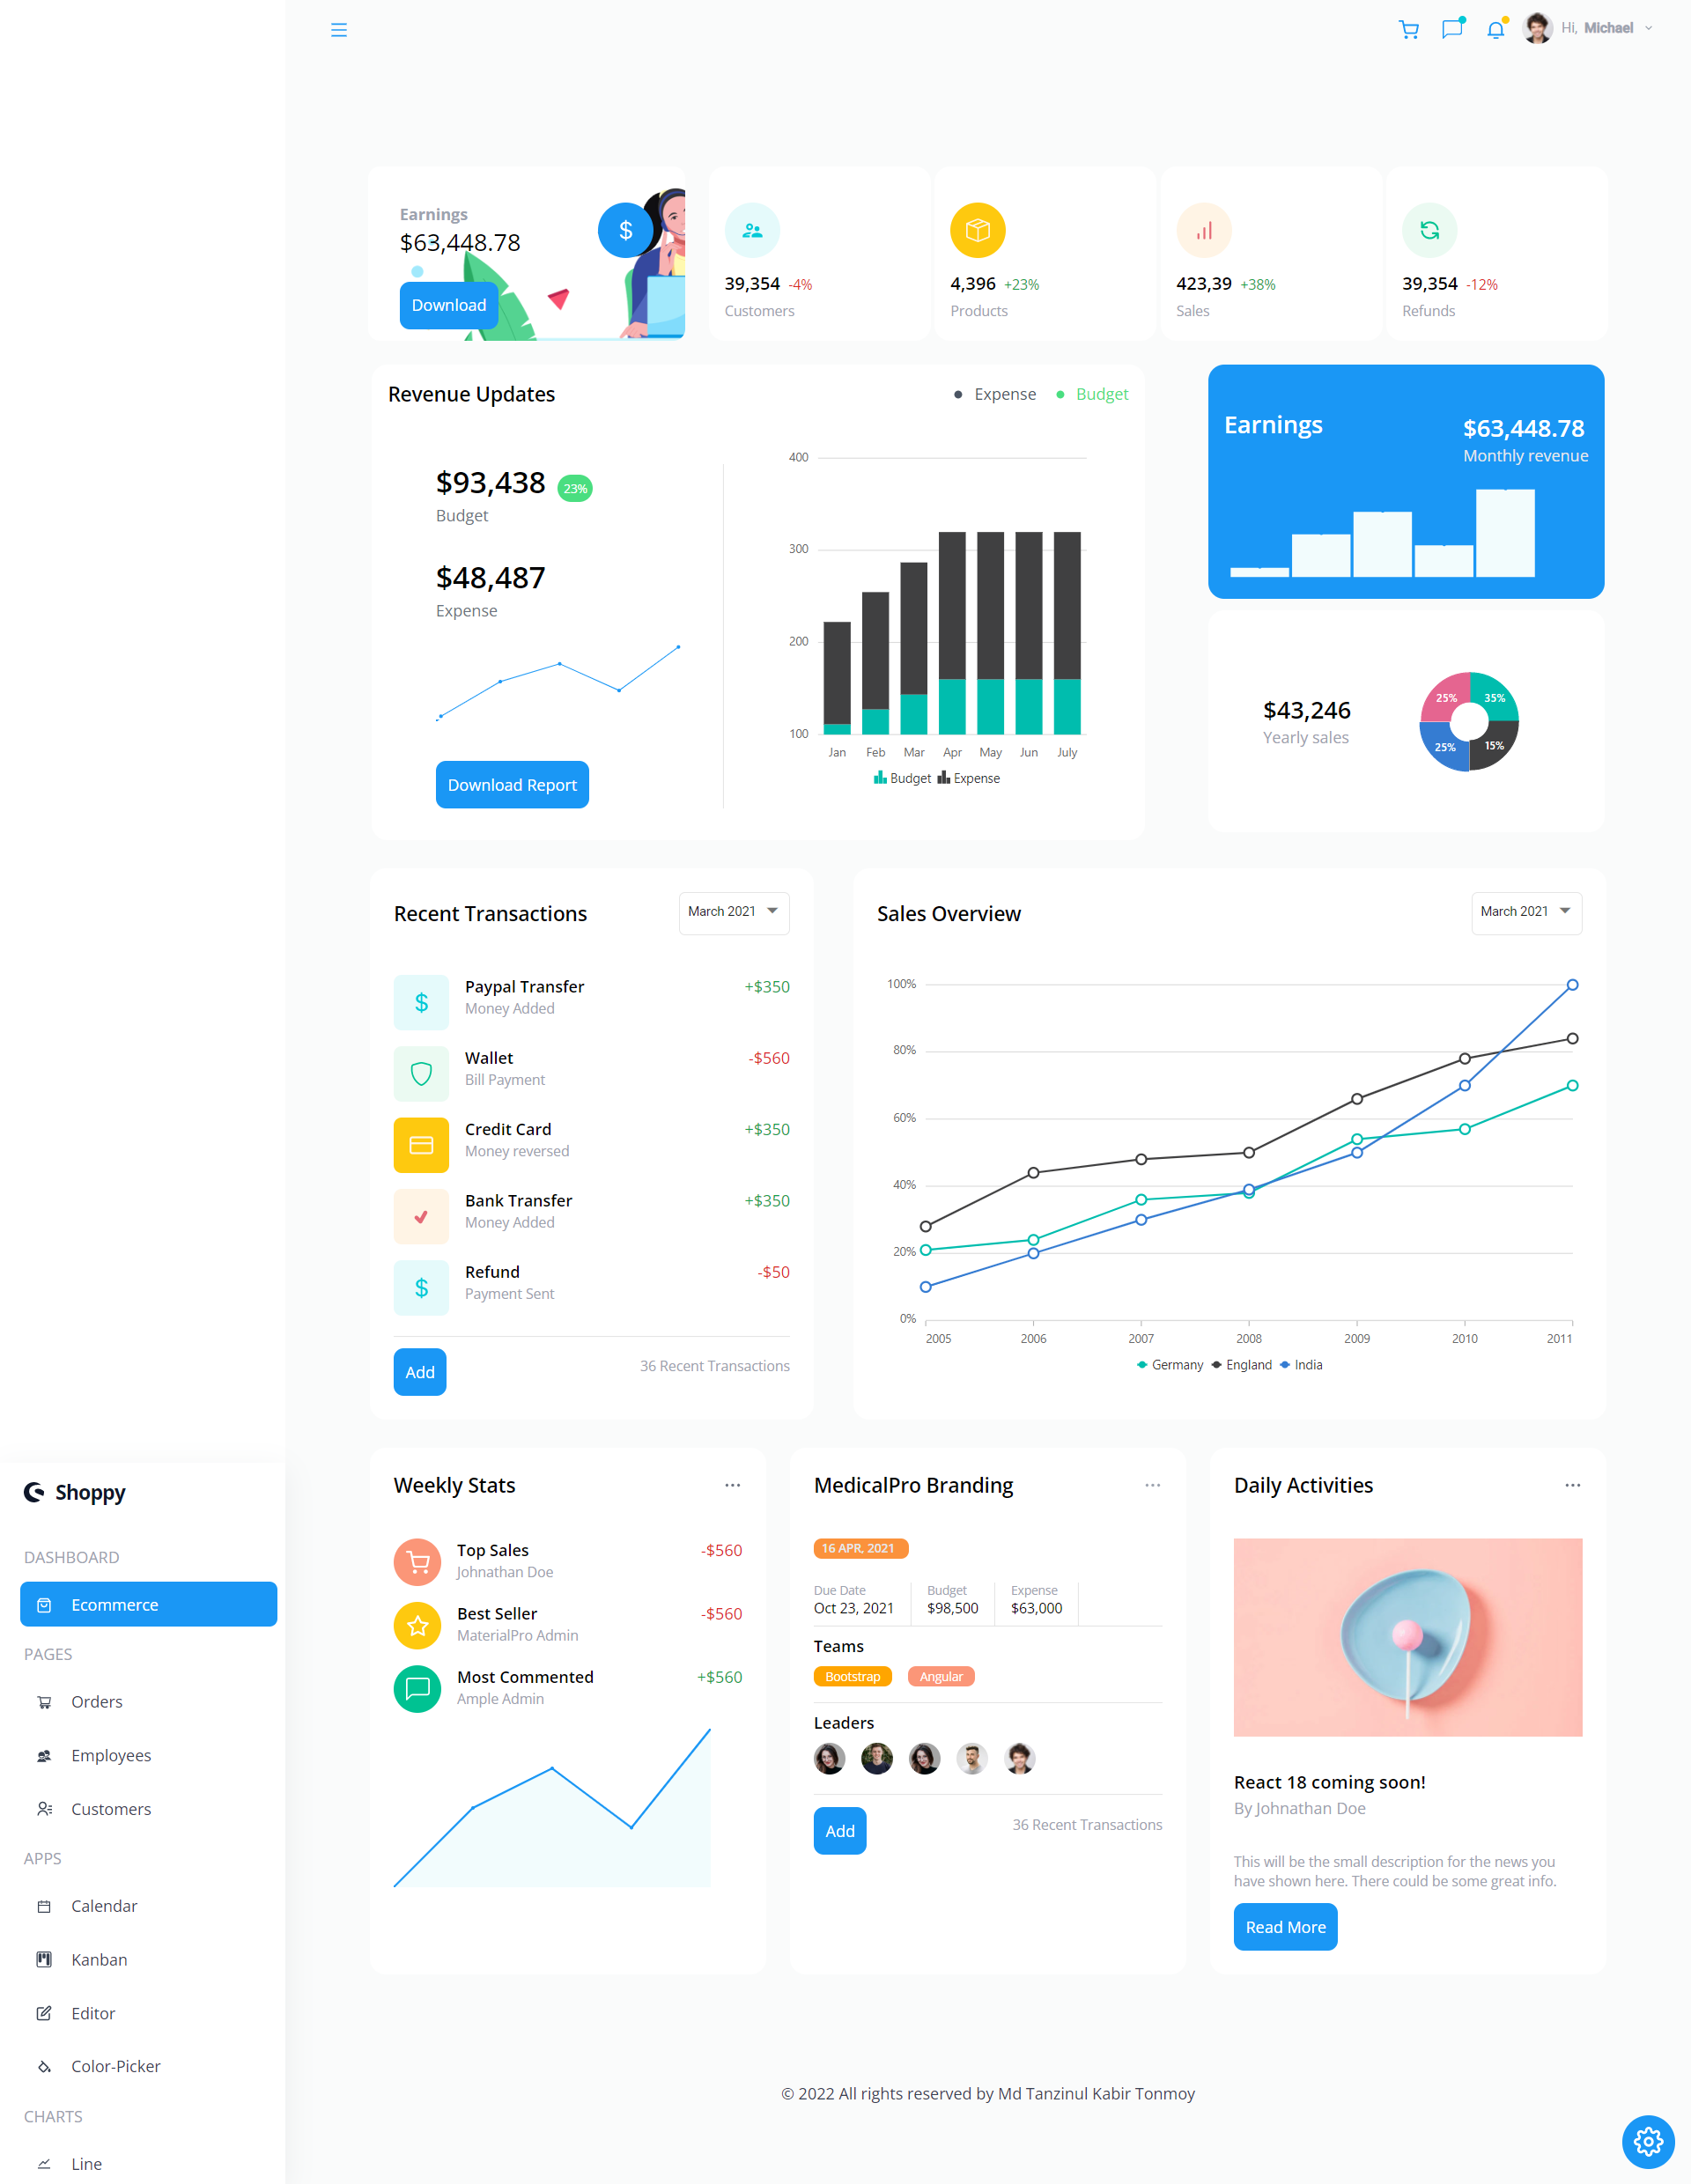 Hi, Michael
Earnings
$63,448.78
$
Download
39,354 -4%
Customers
4,396 +23%
Products
423,39 +38%
Sales
39,354 -12%
Refunds
Revenue Updates
Expense
Budget
$93,438 23%
Budget
$48,487
Expense
Download Report
400
300
200
100
Jan Feb Mar Apr May Jun July
Budget Expense
Earnings
$63,448.78
Monthly revenue
$43,246
Yearly sales
25% 35%
25% 15%
Recent Transactions
March 2021
$
Paypal Transfer +$350
Money Added
Wallet -$560
Bill Payment
Credit Card +$350
Money reversed
Bank Transfer +$350
Money Added
$
Refund -$50
Payment Sent
Add
36 Recent Transactions
Sales Overview
March 2021
100%
80%
60%
40%
20%
0%
2005 2006 2007 2008 2009 2010 2011
Germany England India
Weekly Stats
Top Sales -$560
Johnathan Doe
Best Seller -$560
MaterialPro Admin
Most Commented +$560
Ample Admin
MedicalPro Branding
16 APR, 2021
Due Date Budget Expense
Oct 23, 2021 $98,500 $63,000
Teams
Bootstrap Angular
Leaders
Add
36 Recent Transactions
Daily Activities
React 18 coming soon!
By Johnathan Doe
This will be the small description for the news you
have shown here. There could be some great info.
Read More
Shoppy
DASHBOARD
Ecommerce
PAGES
Orders
Employees
Customers
APPS
Calendar
Kanban
Editor
Color-Picker
CHARTS
Line
© 2022 All rights reserved by Md Tanzinul Kabir Tonmoy